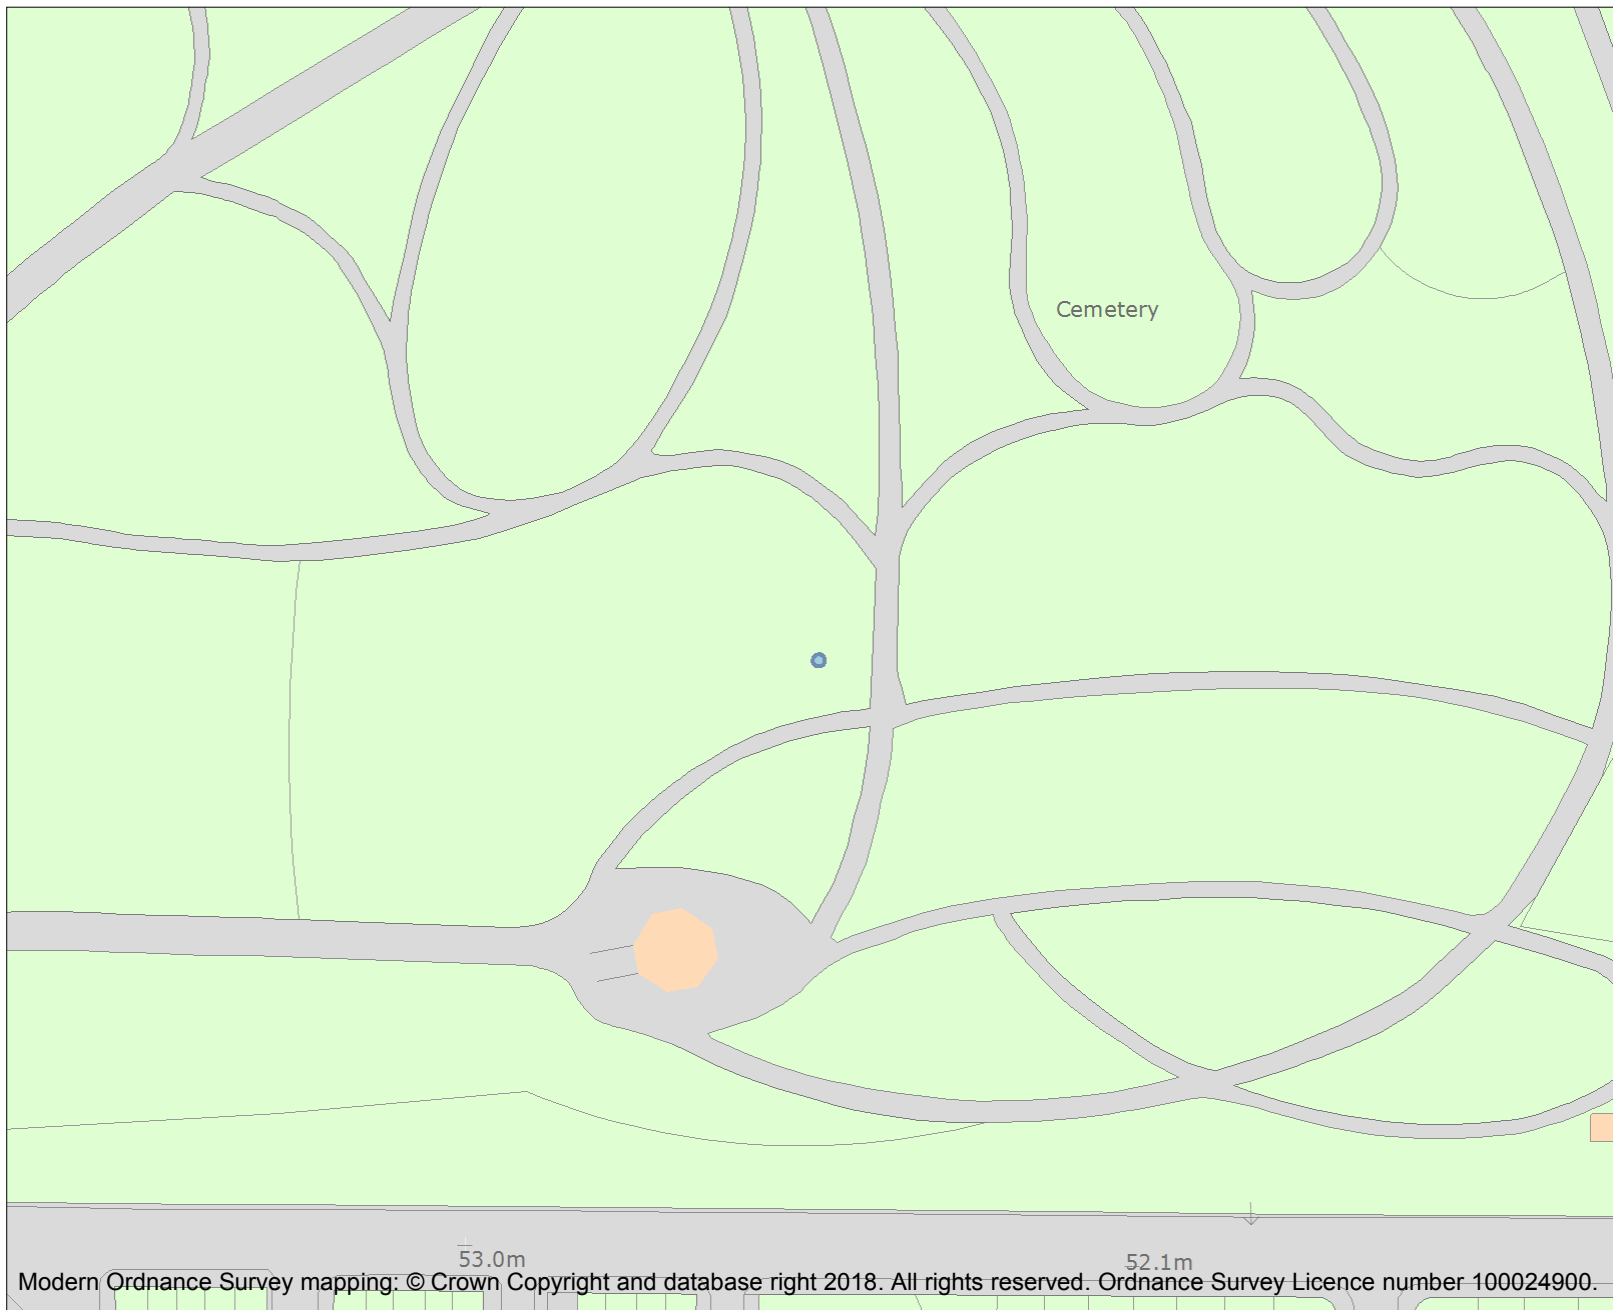 Cemetery
53.0m
52.1m
Modern Ordnance Survey mapping: © Crown Copyright and database right 2018. All rights reserved. Ordnance Survey Licence number 100024900.